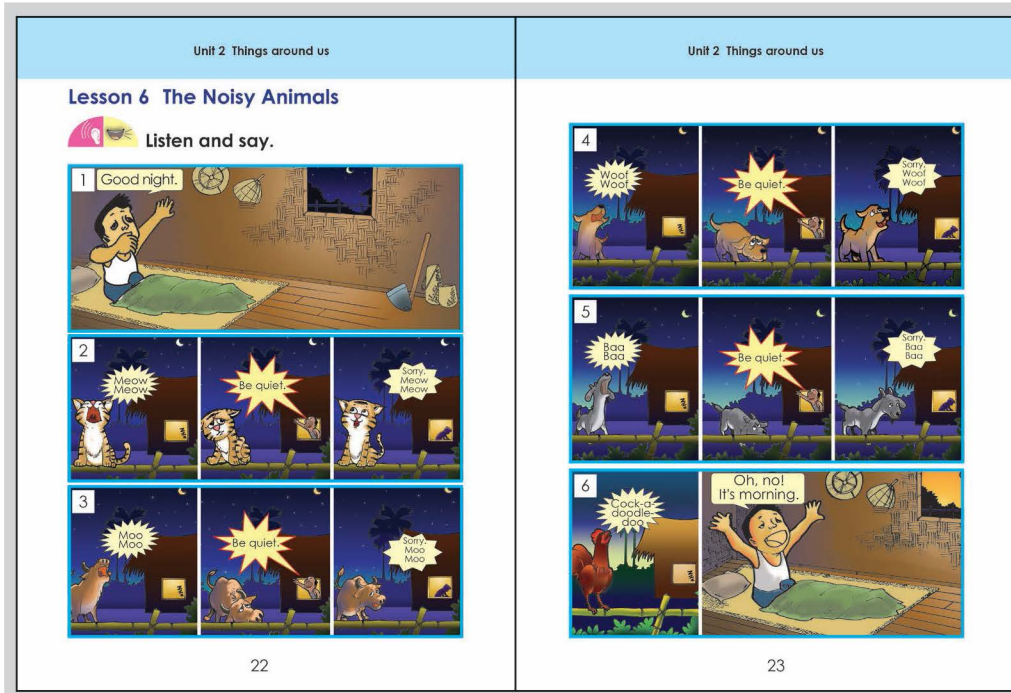 Unit 2 Things around us
Lesson 6 The Noisy Animals
Listen and say.
1
Good night.
2
Meow
Meow
Be quiet.
Sorry.
Meow
Meow
3
Moo
Moo
Be quiet.
Sorry.
Moo
Moo
22
Unit 2 Things around us
4
Woof
Woof
Be quiet.
Sorry.
Woof
Woof
5
Baa
Baa
Be quiet.
Sorry.
Baa
Baa
6
Cock-a-
doodle-
doo
Oh, no!
It's morning.
23